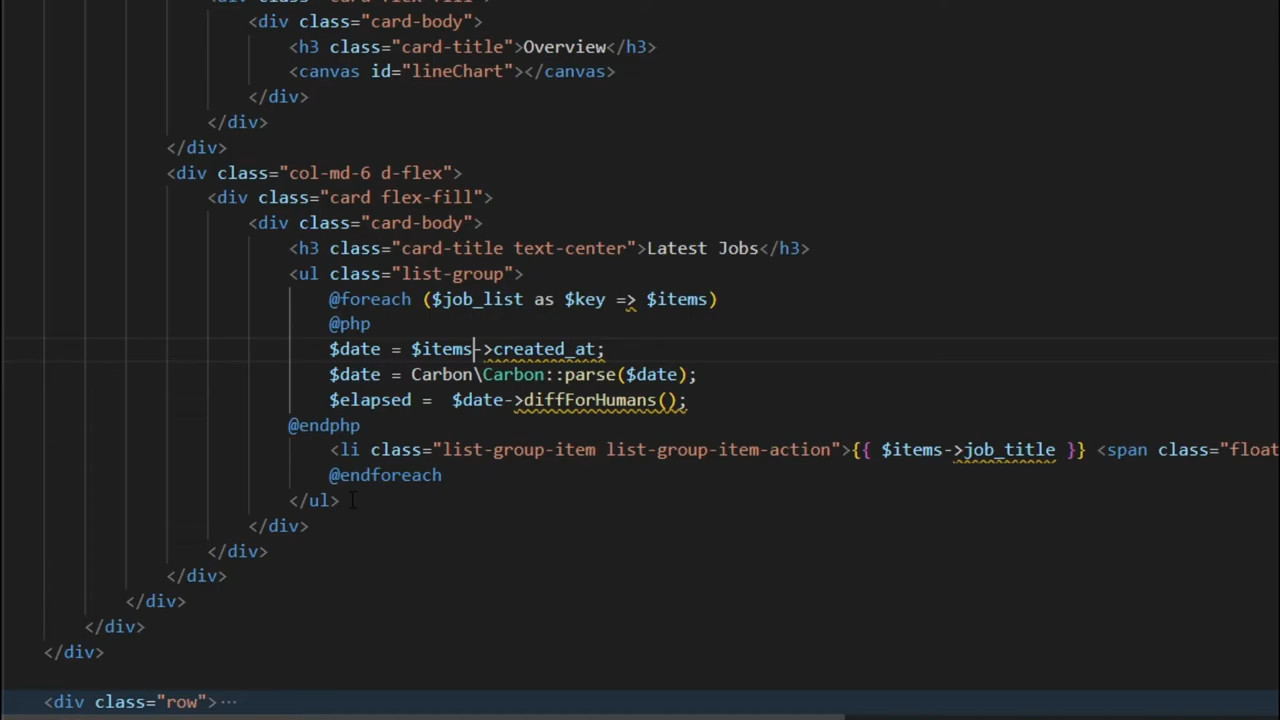 <div class="card-body">
<h3 class="card-title">Overview</h3>
<canvas id="lineChart"></canvas>
</div>
</div>
</div>
<div class="col-md-6 d-flex">
<div class="card flex-fill">
<div class="card-body">
<h3 class="card-title text-center">Latest Jobs</h3>
<ul class="list-group">
@foreach ($job_list as $key => $items)
@php
$date = $items->created_at;
$date = Carbon\Carbon::parse($date);
$elapsed =  $date->diffForHumans();
@endphp
<li class="list-group-item list-group-item-action">{{ $items->job_title }} <span class="float
@endforeach
</ul>
</div>
</div>
</div>
</div>
</div>
</div>
<div class="row">···